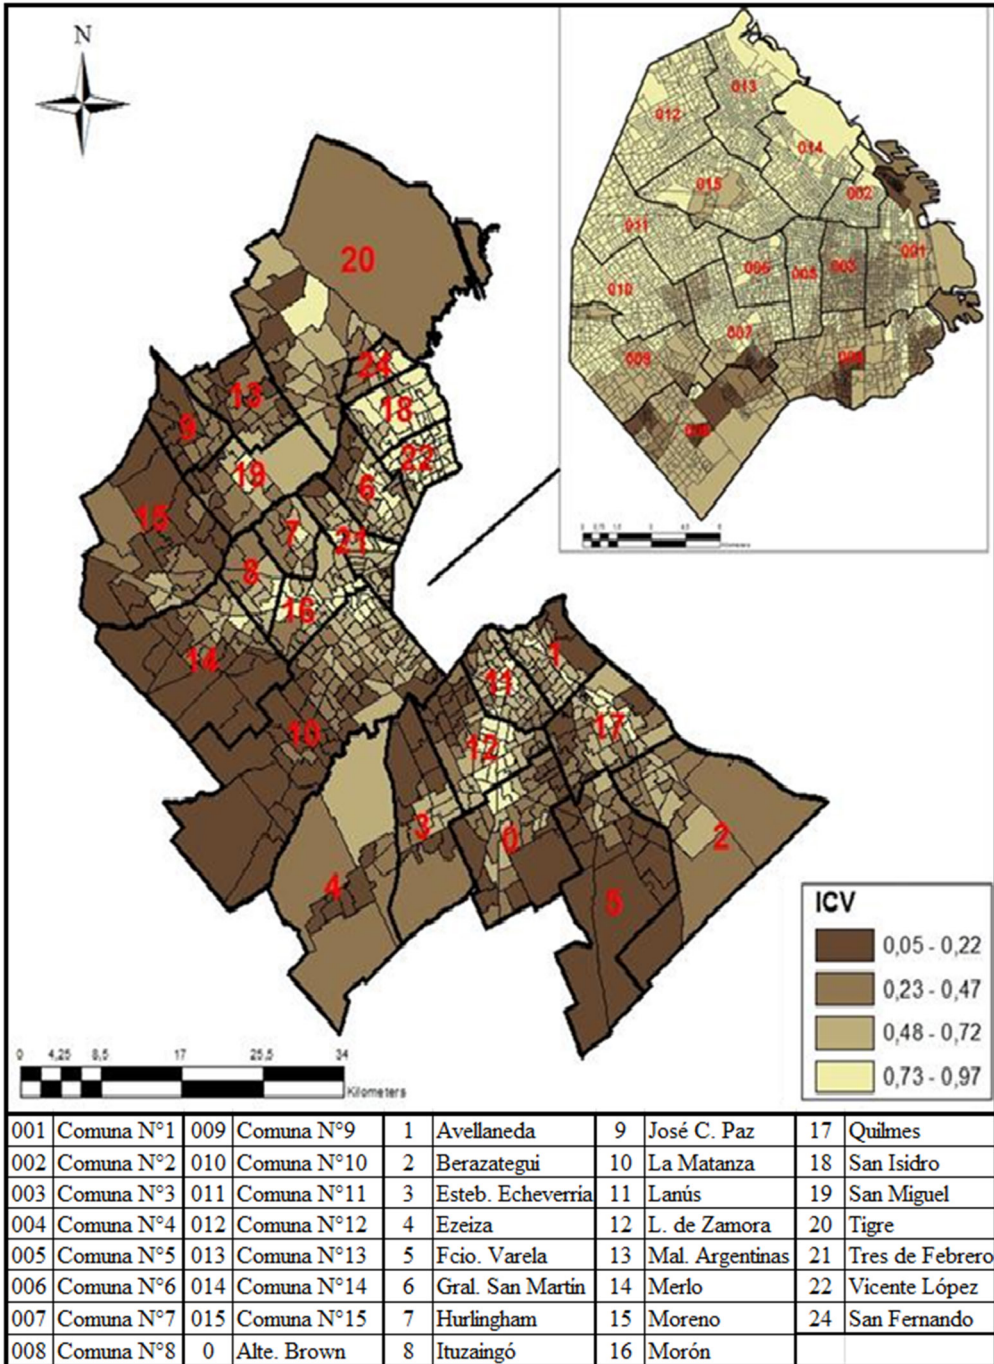 N
013
012
014
015
002
011
001
006
005
003
010
007
009
008
20
24
13
18
9
22
19
6
15
7
21
8
16
14
1
11
10
17
12
3
0
2
4
5
ICV
0,05 - 0,22
0,23 - 0,47
0,48 - 0,72
0,73 - 0,97
0 4,25 8,5 17 25,5 34
Kilometers
001 Comuna N°1 009 Comuna N°9 1 Avellaneda 9 José C. Paz 17 Quilmes
002 Comuna N°2 010 Comuna N°10 2 Berazategui 10 La Matanza 18 San Isidro
003 Comuna N°3 011 Comuna N°11 3 Esteb. Echeverría 11 Lanús 19 San Miguel
004 Comuna N°4 012 Comuna N°12 4 Ezeiza 12 L. de Zamora 20 Tigre
005 Comuna N°5 013 Comuna N°13 5 Fcio. Varela 13 Mal. Argentinas 21 Tres de Febrero
006 Comuna N°6 014 Comuna N°14 6 Gral. San Martín 14 Merlo 22 Vicente López
007 Comuna N°7 015 Comuna N°15 7 Hurlingham 15 Moreno 24 San Fernando
008 Comuna N°8 0 Alte. Brown 8 Ituzaingó 16 Morón